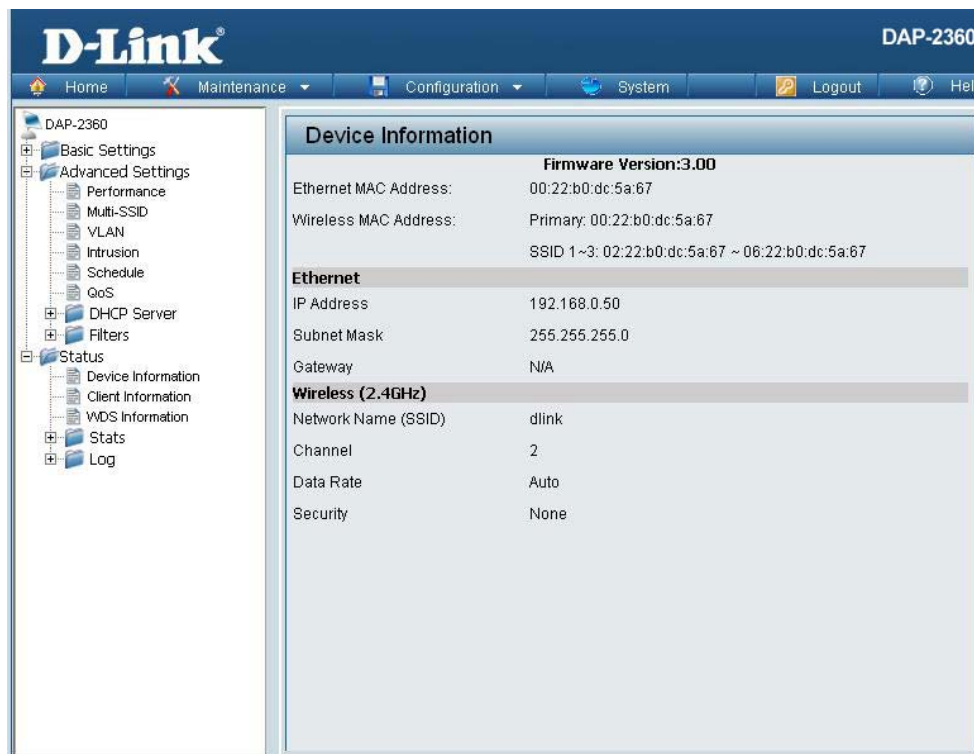 D-Link®
DAP-2360
Home Maintenance Configuration System Logout Hel
DAP-2360
Basic Settings
Advanced Settings
Performance
Multi-SSID
VLAN
Intrusion
Schedule
QoS
DHCP Server
Filters
Status
Device Information
Client Information
WDS Information
Stats
Log
Device Information
Firmware Version:3.00
Ethernet MAC Address: 00:22:b0:dc:5a:67
Wireless MAC Address: Primary: 00:22:b0:dc:5a:67
SSID 1~3: 02:22:b0:dc:5a:67 ~ 06:22:b0:dc:5a:67
Ethernet
IP Address 192.168.0.50
Subnet Mask 255.255.255.0
Gateway N/A
Wireless (2.4GHz)
Network Name (SSID) dlink
Channel 2
Data Rate Auto
Security None